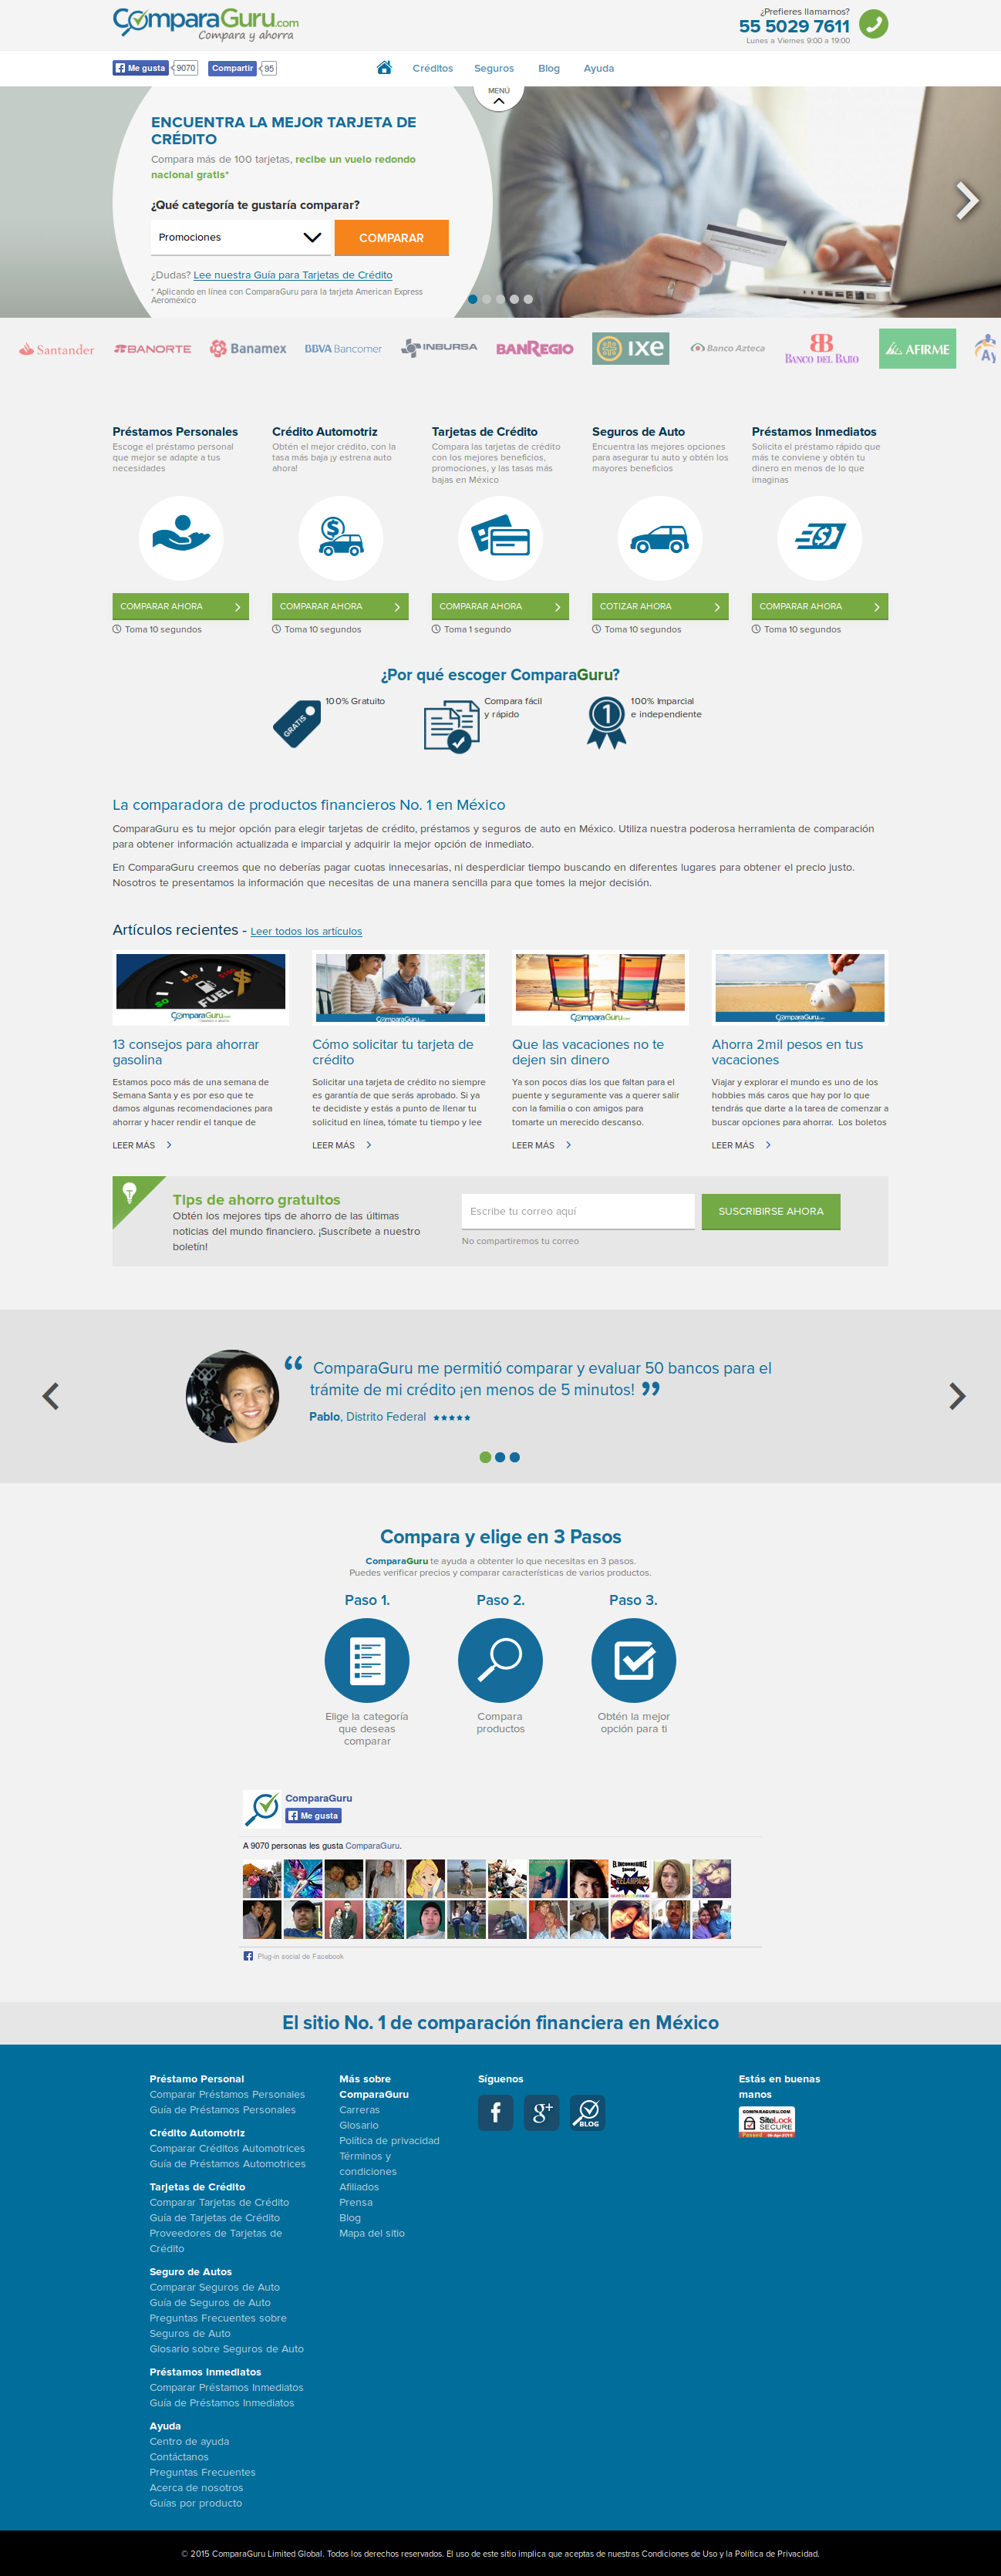 ComparaGuru.com
Compara y ahorra
¿Prefieres llamarnos?
55 5029 7611
Lunes a Viernes 9:00 a 19:00
Me gusta 9070 Compartir 95
Créditos Seguros Blog Ayuda
MENÚ
ENCUENTRA LA MEJOR TARJETA DE
CRÉDITO
Compara más de 100 tarjetas, recibe un vuelo redondo
nacional gratis*
¿Qué categoría te gustaría comparar?
Promociones COMPARAR
¿Dudas? Lee nuestra Guía para Tarjetas de Crédito
* Aplicando en línea con ComparaGuru para la tarjeta American Express
Aeroméxico
Santander BANORTE Banamex BBVA Bancomer INBURSA BANREGIO IXE Banco Azteca BANCO DEL BAJIO AFIRME
Préstamos Personales
Escoge el préstamo personal
que mejor se adapte a tus
necesidades
COMPARAR AHORA
Toma 10 segundos
Crédito Automotriz
Obtén el mejor crédito, con la
tasa más baja ¡y estrena auto
ahora!
COMPARAR AHORA
Toma 10 segundos
Tarjetas de Crédito
Compara las tarjetas de crédito
con los mejores beneficios,
promociones, y las tasas más
bajas en México
COMPARAR AHORA
Toma 1 segundo
Seguros de Auto
Encuentra las mejores opciones
para asegurar tu auto y obtén los
mayores beneficios
COTIZAR AHORA
Toma 10 segundos
Préstamos Inmediatos
Solicita el préstamo rápido que
más te conviene y obtén tu
dinero en menos de lo que
imaginas
COMPARAR AHORA
Toma 10 segundos
¿Por qué escoger ComparaGuru?
GRATIS
100% Gratuito
Compara fácil
y rápido
1
100% Imparcial
e independiente
La comparadora de productos financieros No. 1 en México
ComparaGuru es tu mejor opción para elegir tarjetas de crédito, préstamos y seguros de auto en México. Utiliza nuestra poderosa herramienta de comparación
para obtener información actualizada e imparcial y adquirir la mejor opción de inmediato.
En ComparaGuru creemos que no deberías pagar cuotas innecesarias, ni desperdiciar tiempo buscando en diferentes lugares para obtener el precio justo.
Nosotros te presentamos la información que necesitas de una manera sencilla para que tomes la mejor decisión.
Artículos recientes - Leer todos los artículos
FUEL
ComparaGuru.com
13 consejos para ahorrar
gasolina
Estamos poco más de una semana de
Semana Santa y es por eso que te
damos algunas recomendaciones para
ahorrar y hacer rendir el tanque de
LEER MÁS
ComparaGuru.com
Cómo solicitar tu tarjeta de
crédito
Solicitar una tarjeta de crédito no siempre
es garantía de que serás aprobado. Si ya
te decidiste y estás a punto de llenar tu
solicitud en línea, tómate tu tiempo y lee
LEER MÁS
ComparaGuru.com
Que las vacaciones no te
dejen sin dinero
Ya son pocos días los que faltan para el
puente y seguramente vas a querer salir
con la familia o con amigos para
tomarte un merecido descanso.
LEER MÁS
ComparaGuru.com
Ahorra 2mil pesos en tus
vacaciones
Viajar y explorar el mundo es uno de los
hobbies más caros que hay por lo que
tendrás que darte a la tarea de comenzar a
buscar opciones para ahorrar. Los boletos
LEER MÁS
Tips de ahorro gratuitos
Obtén los mejores tips de ahorro de las últimas
noticias del mundo financiero. ¡Suscríbete a nuestro
boletín!
Escribe tu correo aquí
SUSCRIBIRSE AHORA
No compartiremos tu correo
“ ComparaGuru me permitió comparar y evaluar 50 bancos para el
trámite de mi crédito ¡en menos de 5 minutos! ”
Pablo, Distrito Federal ★★★★★
Compara y elige en 3 Pasos
ComparaGuru te ayuda a obtenter lo que necesitas en 3 pasos.
Puedes verificar precios y comparar características de varios productos.
Paso 1.
Elige la categoría
que deseas
comparar
Paso 2.
Compara
productos
Paso 3.
Obtén la mejor
opción para ti
ComparaGuru
Me gusta
A 9070 personas les gusta ComparaGuru.
Plug-in social de Facebook
El sitio No. 1 de comparación financiera en México
Préstamo Personal
Comparar Préstamos Personales
Guía de Préstamos Personales
Crédito Automotriz
Comparar Créditos Automotrices
Guía de Préstamos Automotrices
Tarjetas de Crédito
Comparar Tarjetas de Crédito
Guía de Tarjetas de Crédito
Proveedores de Tarjetas de
Crédito
Seguro de Autos
Comparar Seguros de Auto
Guía de Seguros de Auto
Preguntas Frecuentes sobre
Seguros de Auto
Glosario sobre Seguros de Auto
Préstamos Inmediatos
Comparar Préstamos Inmediatos
Guía de Préstamos Inmediatos
Ayuda
Centro de ayuda
Contáctanos
Preguntas Frecuentes
Acerca de nosotros
Guías por producto
Más sobre
ComparaGuru
Carreras
Glosario
Política de privacidad
Términos y
condiciones
Afiliados
Prensa
Blog
Mapa del sitio
Síguenos
BLOG
Estás en buenas
manos
COMPARAGURU.COM
SiteLock
SECURE
Passed
© 2015 ComparaGuru Limited Global. Todos los derechos reservados. El uso de este sitio implica que aceptas de nuestras Condiciones de Uso y la Política de Privacidad.